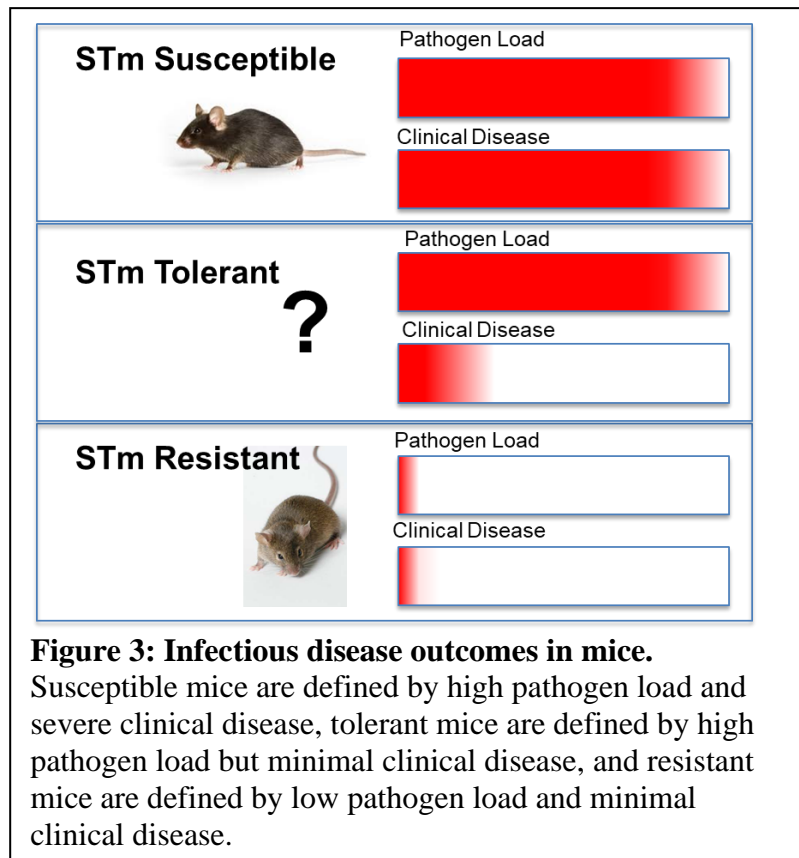 STm Susceptible
Pathogen Load
Clinical Disease
STm Tolerant
?
Pathogen Load
Clinical Disease
STm Resistant
Pathogen Load
Clinical Disease
Figure 3: Infectious disease outcomes in mice.
Susceptible mice are defined by high pathogen load and
severe clinical disease, tolerant mice are defined by high
pathogen load but minimal clinical disease, and resistant
mice are defined by low pathogen load and minimal
clinical disease.